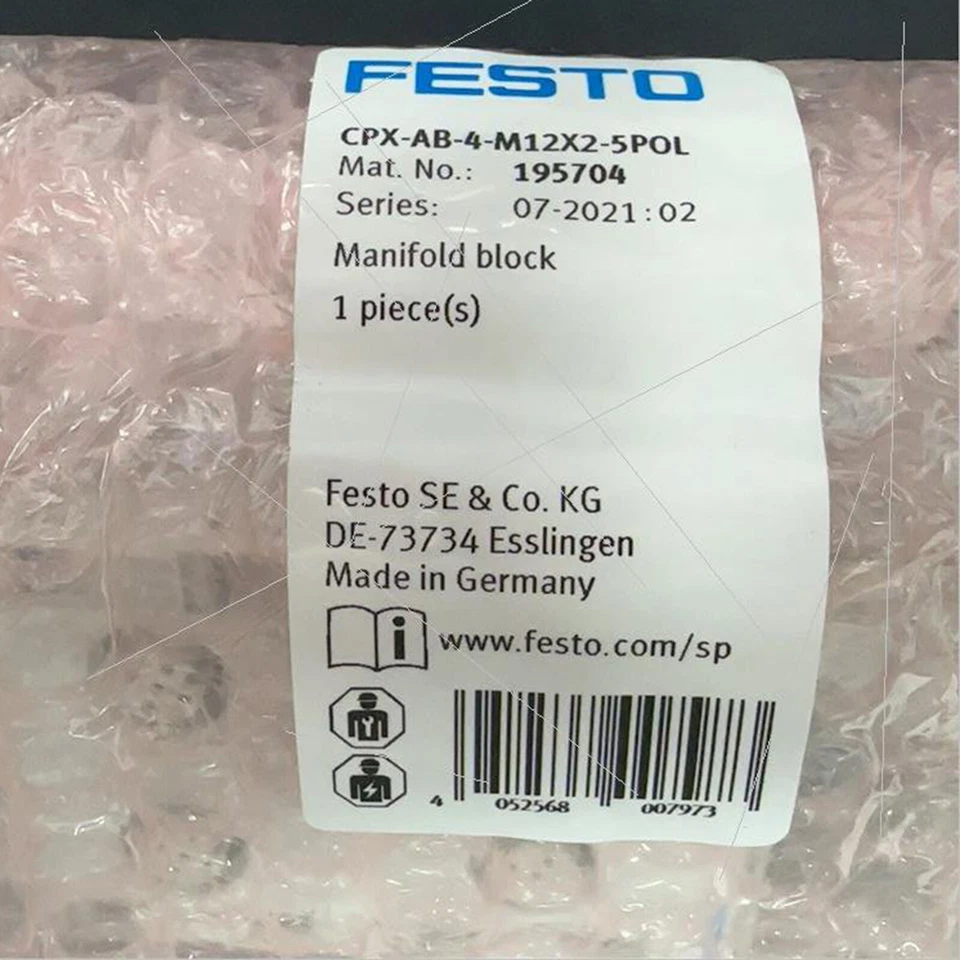 FESTO
CPX-AB-4-M12X2-5POL
Mat. No.: 195704
Series: 07-2021:02
Manifold block
1 piece(s)
Festo SE & Co. KG
DE-73734 Esslingen
Made in Germany
i www.festo.com/sp
4 052568 007973